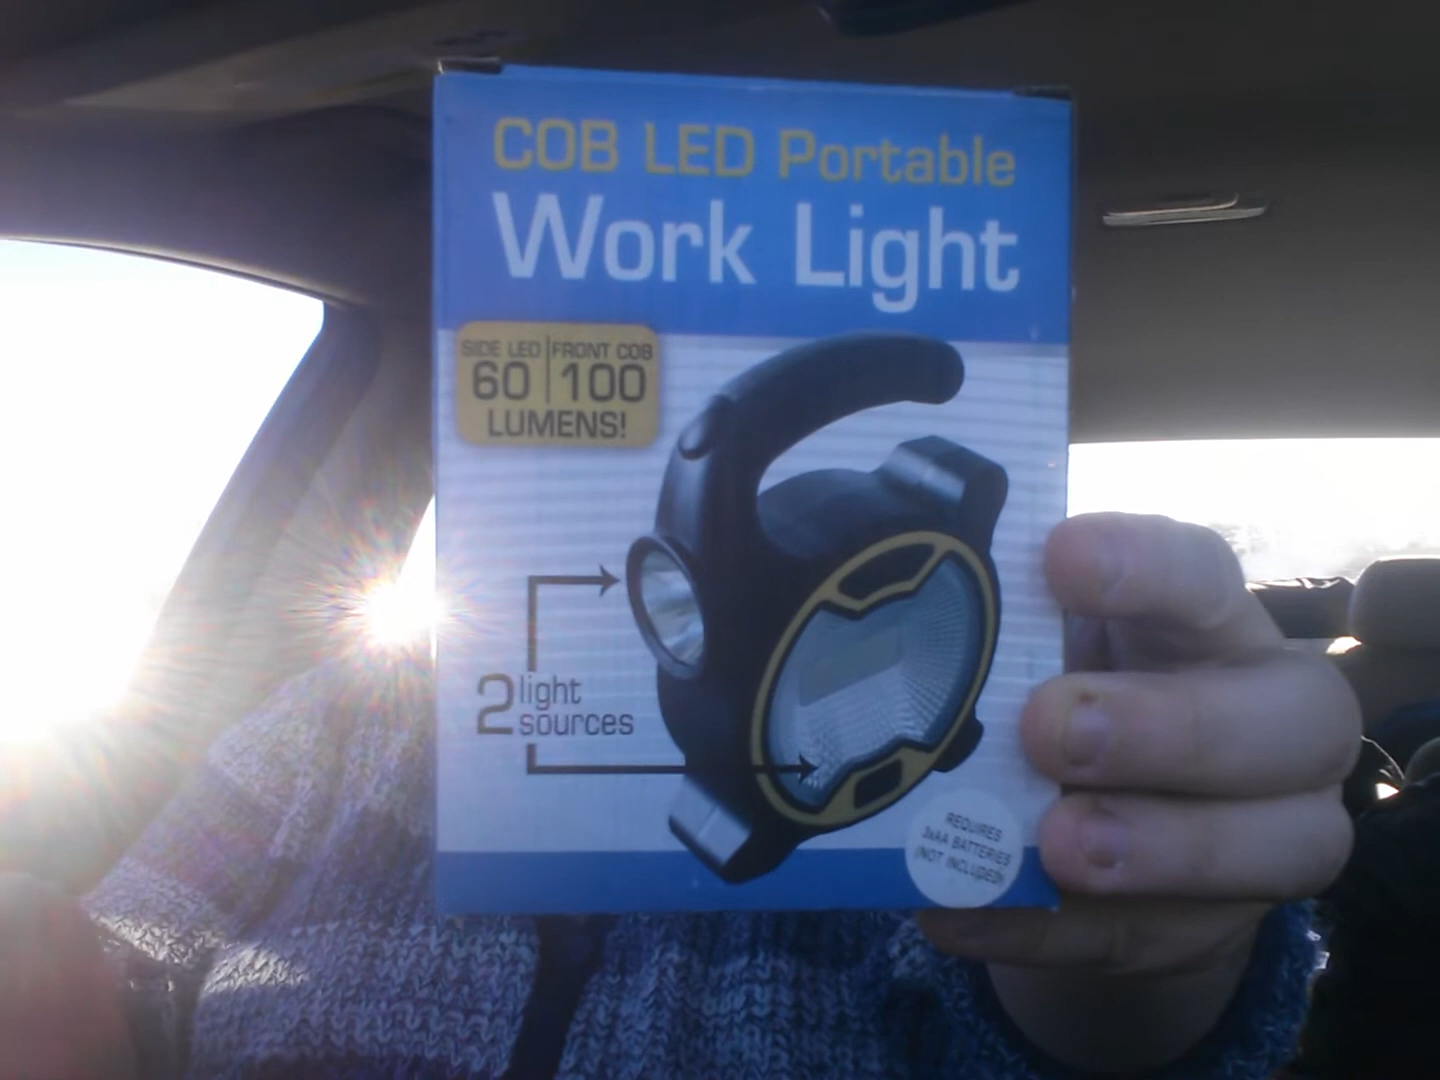 COB LED Portable
Work Light
SIDE LED | FRONT COB
60 | 100
LUMENS!
2 light
sources
REQUIRES
3xAA BATTERIES
(NOT INCLUDED)